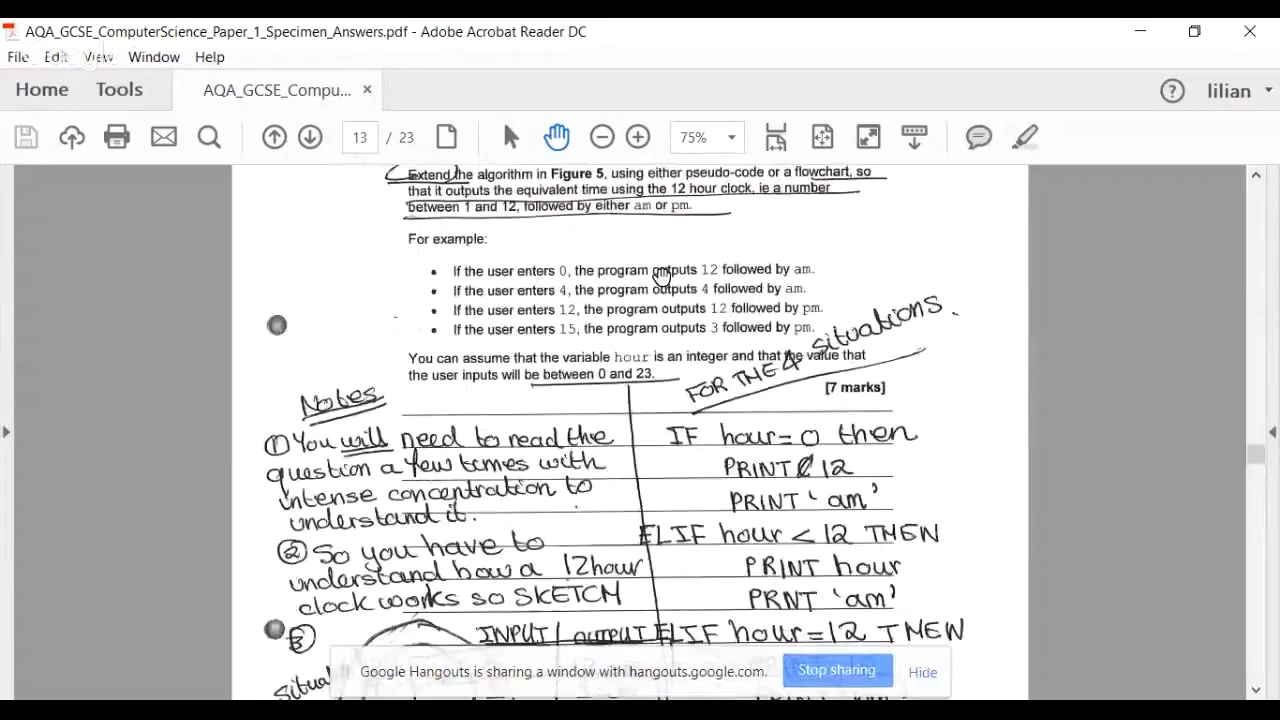 AQA_GCSE_ComputerScience_Paper_1_Specimen_Answers.pdf - Adobe Acrobat Reader DC
File Edit View Window Help
Home Tools AQA_GCSE_Compu... × ? lilian
13 / 23 75%
Extend the algorithm in Figure 5, using either pseudo-code or a flowchart, so
that it outputs the equivalent time using the 12 hour clock, ie a number
between 1 and 12, followed by either am or pm.
For example:
• If the user enters 0, the program outputs 12 followed by am.
• If the user enters 4, the program outputs 4 followed by am.
• If the user enters 12, the program outputs 12 followed by pm.
• If the user enters 15, the program outputs 3 followed by pm.
You can assume that the variable hour is an integer and that the value that
the user inputs will be between 0 and 23.
FOR THE 4 situations.
[7 marks]
Notes
① You will need to read the
question a few times with
intense concentration to
understand it.
② So you have to
understand how a 12hour
clock works so SKETCH
③
situat
INPUT / OUTPUT
IF hour = 0 then
PRINT 12
PRINT 'am'
ELIF hour < 12 THEN
PRINT hour
PRNT 'am'
ELIF hour = 12 THEN
Google Hangouts is sharing a window with hangouts.google.com. Stop sharing Hide